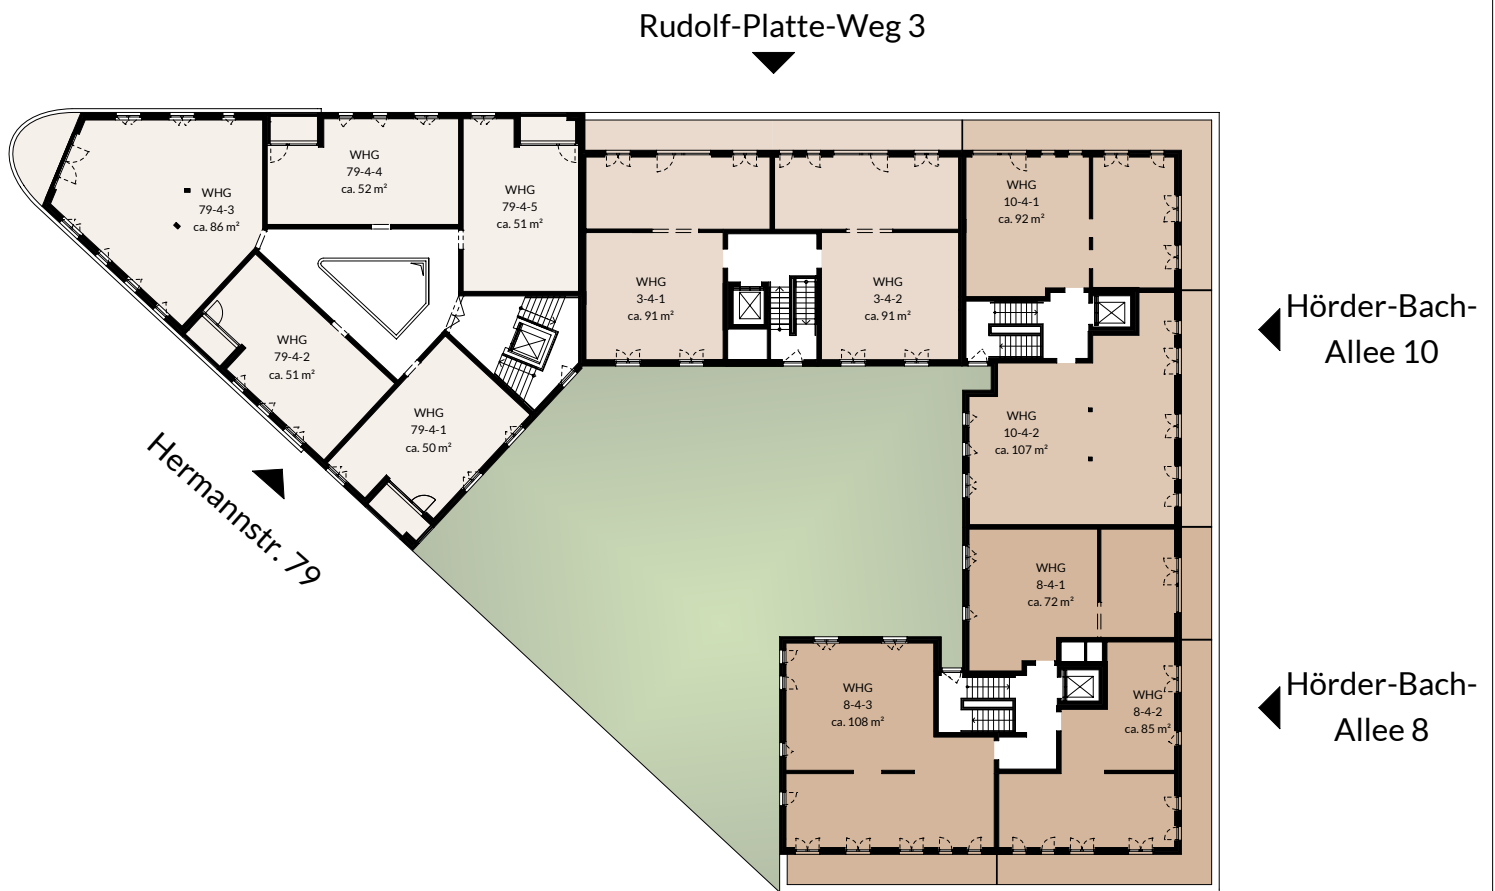 Rudolf-Platte-Weg 3
WHG
79-4-3
ca. 86 m²
WHG
79-4-4
ca. 52 m²
WHG
79-4-5
ca. 51 m²
WHG
79-4-2
ca. 51 m²
WHG
79-4-1
ca. 50 m²
WHG
3-4-1
ca. 91 m²
WHG
3-4-2
ca. 91 m²
WHG
10-4-1
ca. 92 m²
WHG
10-4-2
ca. 107 m²
WHG
8-4-1
ca. 72 m²
WHG
8-4-2
ca. 85 m²
WHG
8-4-3
ca. 108 m²
Hermannstr. 79
Hörder-Bach-
Allee 10
Hörder-Bach-
Allee 8